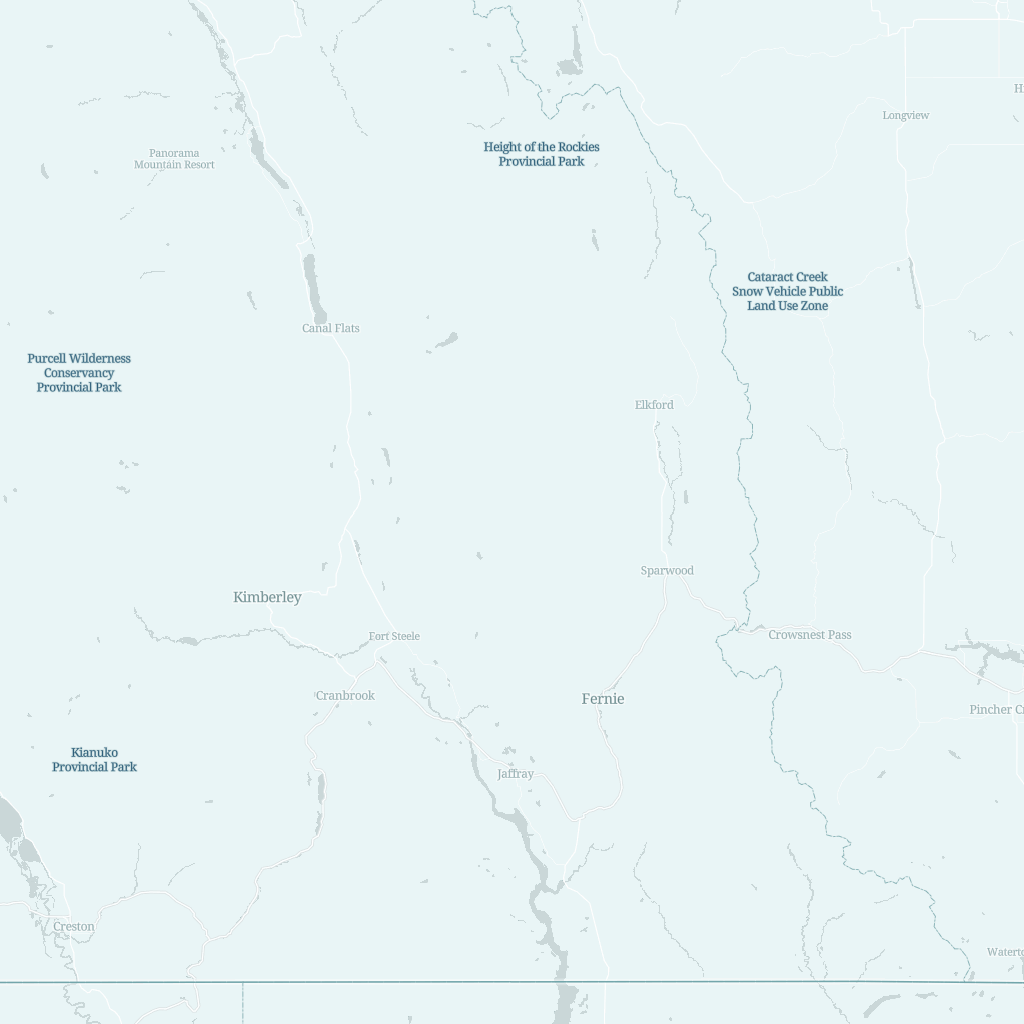 Longview
Height of the Rockies
Provincial Park
Panorama
Mountain Resort
Cataract Creek
Snow Vehicle Public
Land Use Zone
Canal Flats
Purcell Wilderness
Conservancy
Provincial Park
Elkford
Sparwood
Kimberley
Fort Steele
Crowsnest Pass
Cranbrook
Fernie
Pincher
Kianuko
Provincial Park
Jaffray
Creston